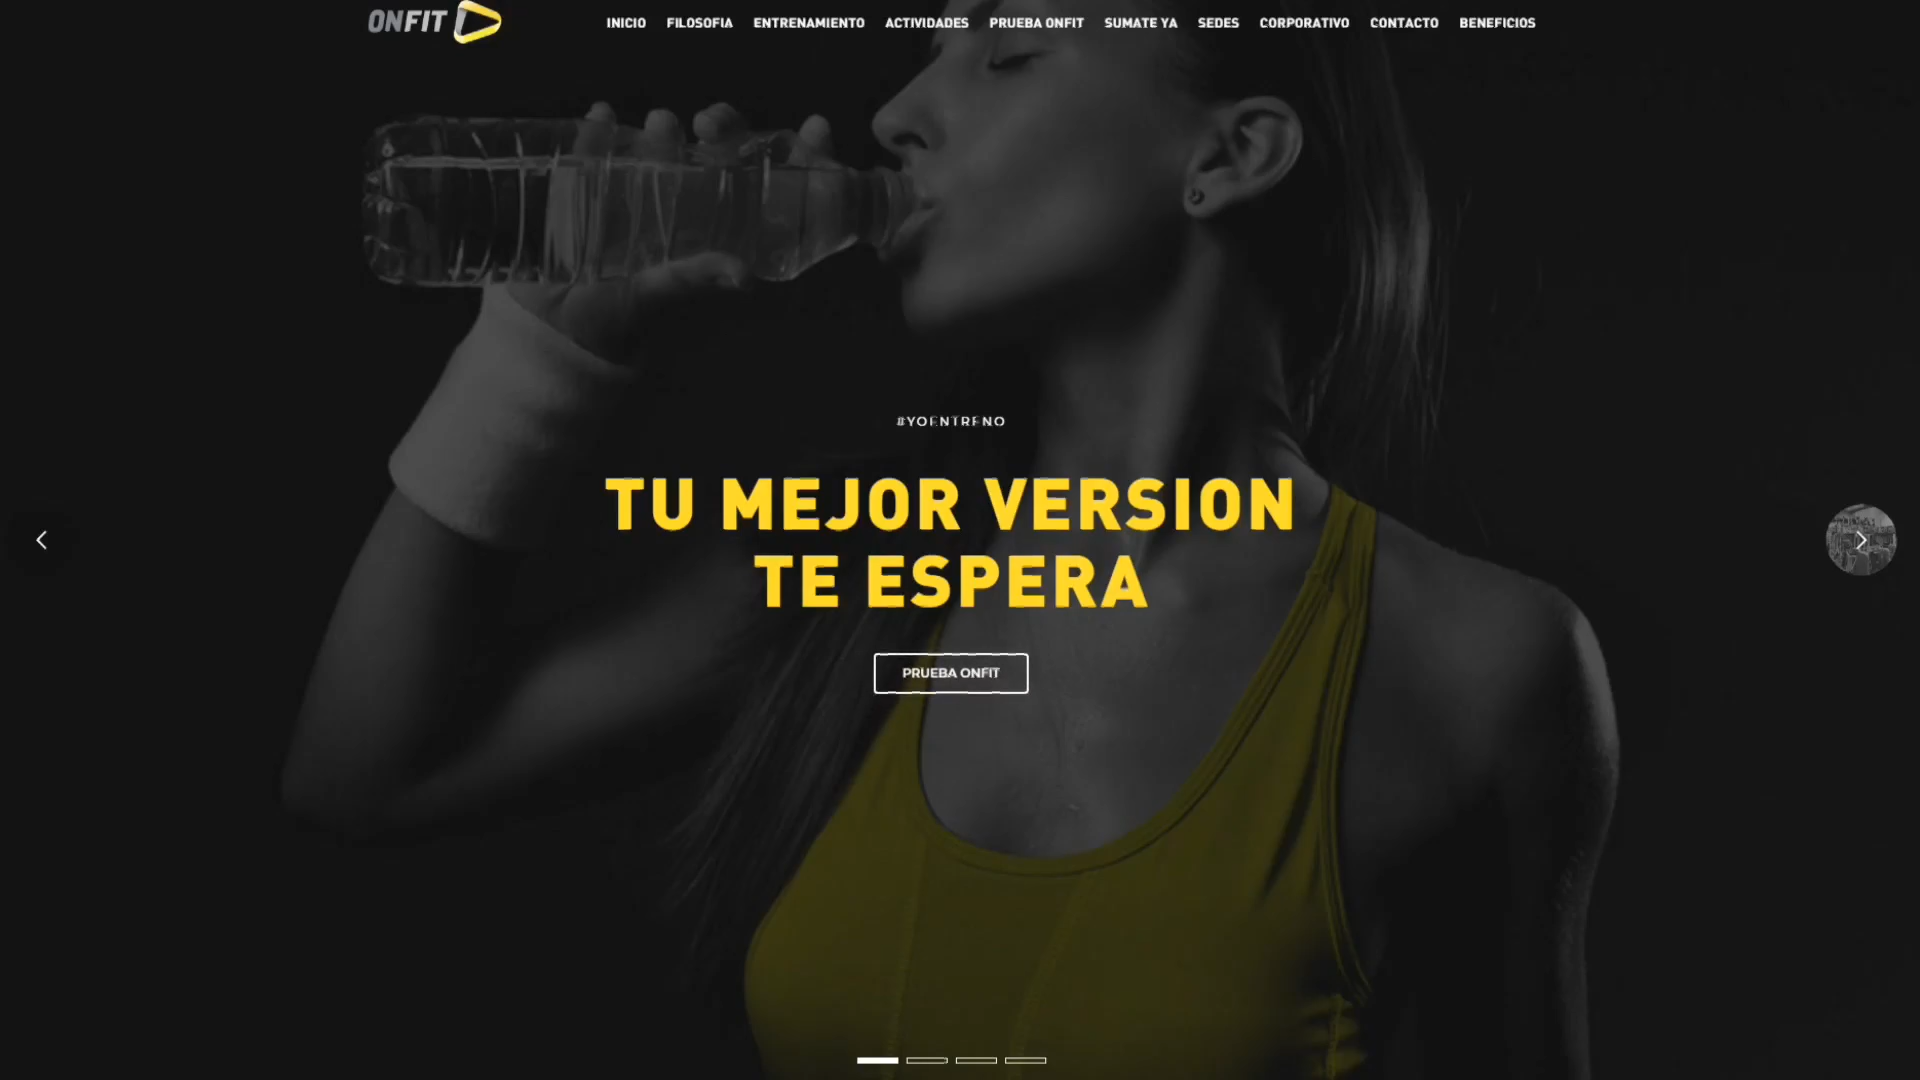 ONFIT
INICIO FILOSOFIA ENTRENAMIENTO ACTIVIDADES PRUEBA ONFIT SUMATE YA SEDES CORPORATIVO CONTACTO BENEFICIOS
#YOENTRENO
TU MEJOR VERSION
TE ESPERA
PRUEBA ONFIT